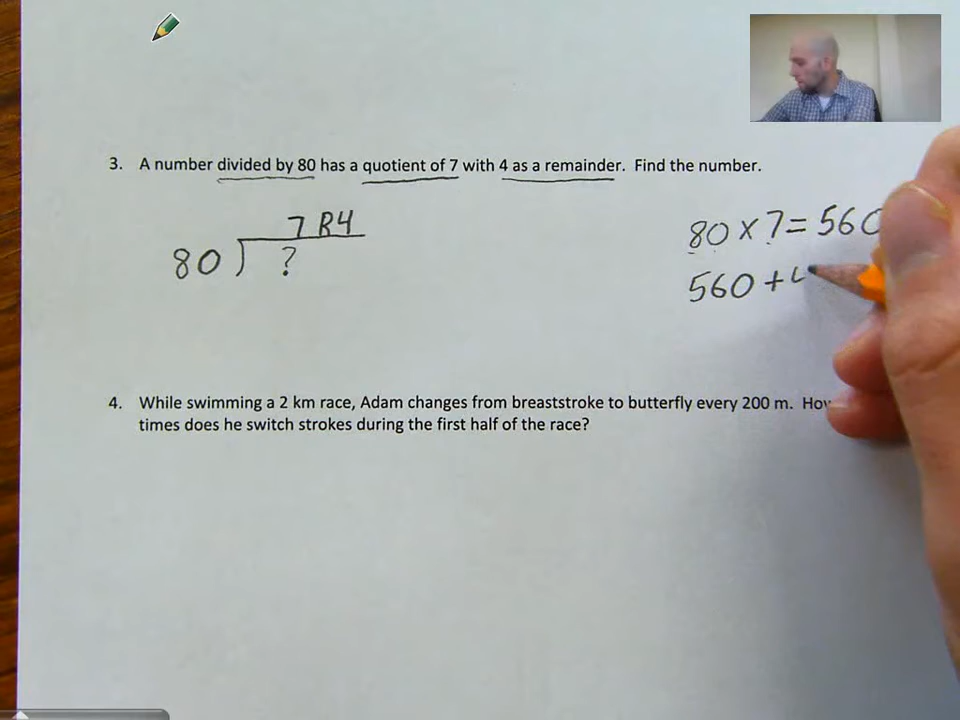 3. A number divided by 80 has a quotient of 7 with 4 as a remainder. Find the number.
7 R4
80 ) ?
80 x 7 = 560
560 + 4
4. While swimming a 2 km race, Adam changes from breaststroke to butterfly every 200 m.
times does he switch strokes during the first half of the race?